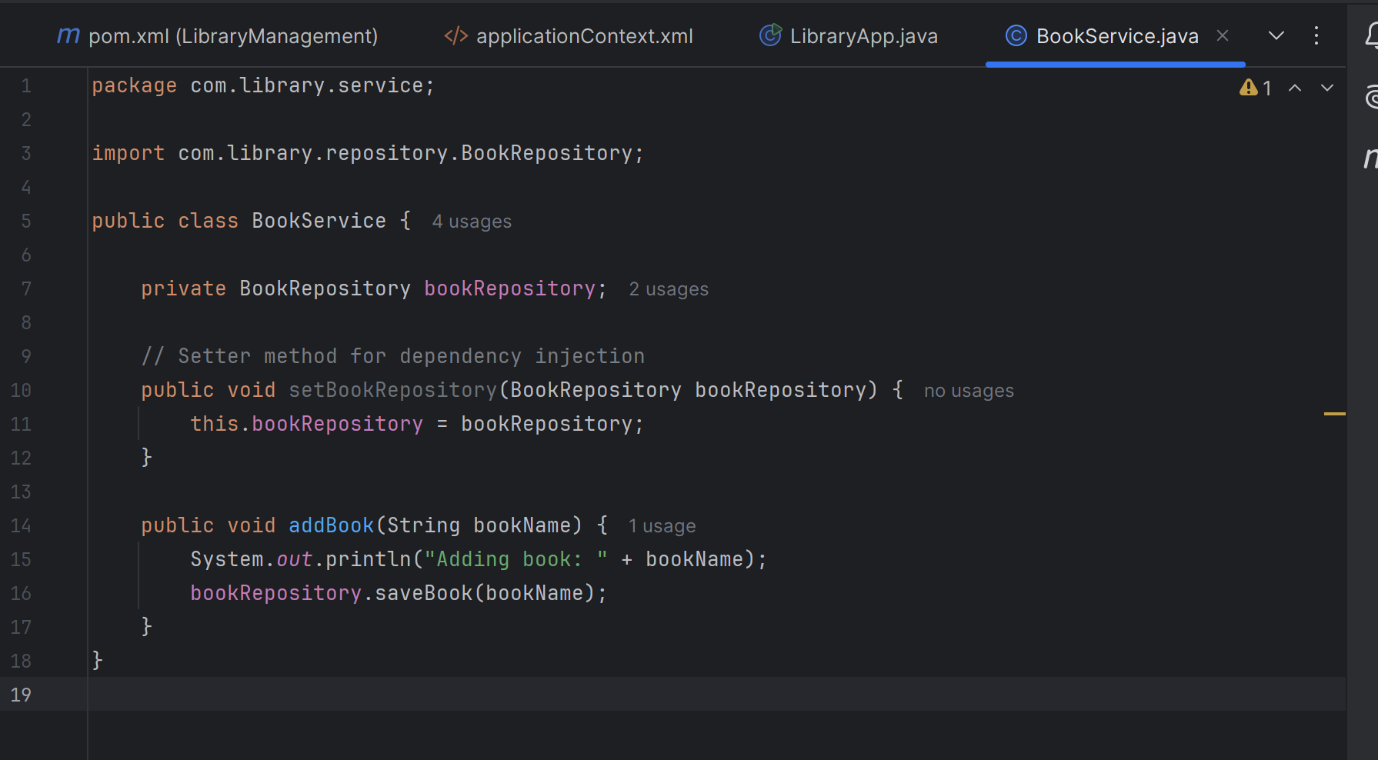 m pom.xml (LibraryManagement) </> applicationContext.xml © LibraryApp.java © BookService.java
1 package com.library.service; 1
2
3 import com.library.repository.BookRepository;
4
5 public class BookService { 4 usages
6
7 private BookRepository bookRepository; 2 usages
8
9 // Setter method for dependency injection
10 public void setBookRepository(BookRepository bookRepository) { no usages
11 this.bookRepository = bookRepository;
12 }
13
14 public void addBook(String bookName) { 1 usage
15 System.out.println("Adding book: " + bookName);
16 bookRepository.saveBook(bookName);
17 }
18 }
19